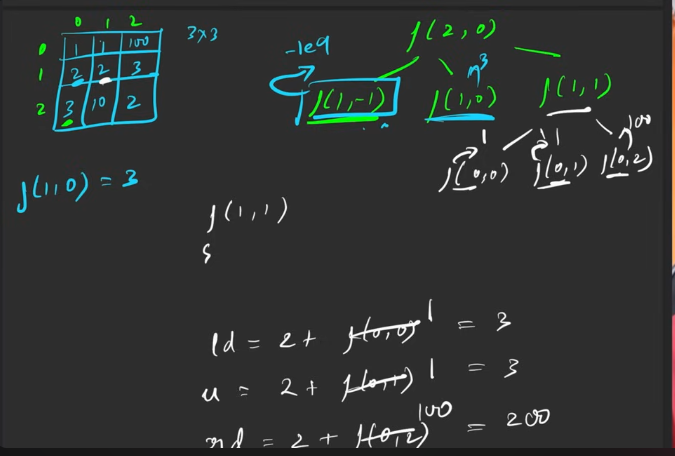 0 1 2
0 1 1 100
1 2 2 3
2 3 10 2
3x3
-1e9
f(2,0)
f(1,-1) f(1,0) 3 f(1,1)
1 1 100
f(0,0) f(0,1) f(0,2)
f(1,0) = 3
f(1,1)
ld = 2 + f(0,0) 1 = 3
u = 2 + f(0,1) 1 = 3
rd = 2 + f(0,2) 100 = 200